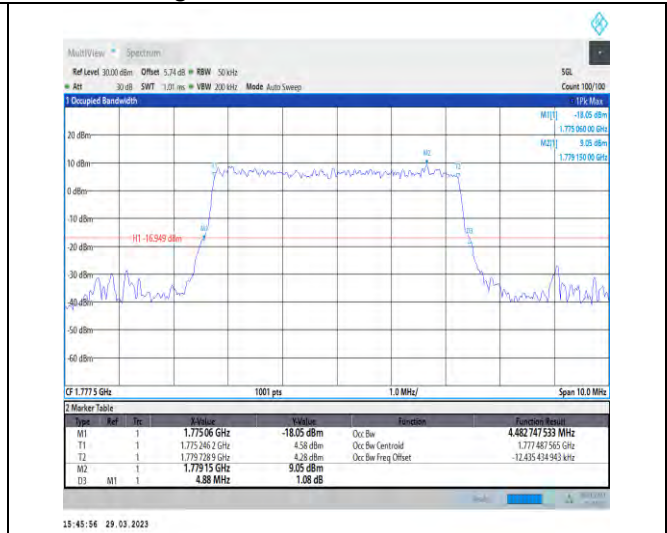 MultiView Spectrum
Ref Level 30.00 dBm Offset 5.74 dB RBW 50 kHz SGL
Att 30 dB SWT 1.01 ms VBW 200 kHz Mode Auto Sweep Count 100/100
1 Occupied Bandwidth 1Pk Max
M1[1] -18.05 dBm
1.775 060 00 GHz
M2[1] 9.05 dBm
1.779 150 00 GHz
20 dBm
M2
10 dBm
T1 T2
0 dBm
-10 dBm
M1 D3
H1 -16.949 dBm
-20 dBm
-30 dBm
-40 dBm
-50 dBm
-60 dBm
CF 1.777 5 GHz 1001 pts 1.0 MHz/ Span 10.0 MHz
2 Marker Table
Type Ref Trc X-Value Y-Value Function Function Result
M1 1 1.775 06 GHz -18.05 dBm Occ Bw 4.482 747 533 MHz
T1 1 1.775 246 2 GHz 4.58 dBm Occ Bw Centroid 1.777 487 565 GHz
T2 1 1.779 728 9 GHz 4.28 dBm Occ Bw Freq Offset -12.435 434 943 kHz
M2 1 1.779 15 GHz 9.05 dBm
D3 M1 1 4.88 MHz 1.08 dB
15:45:56 29.03.2023